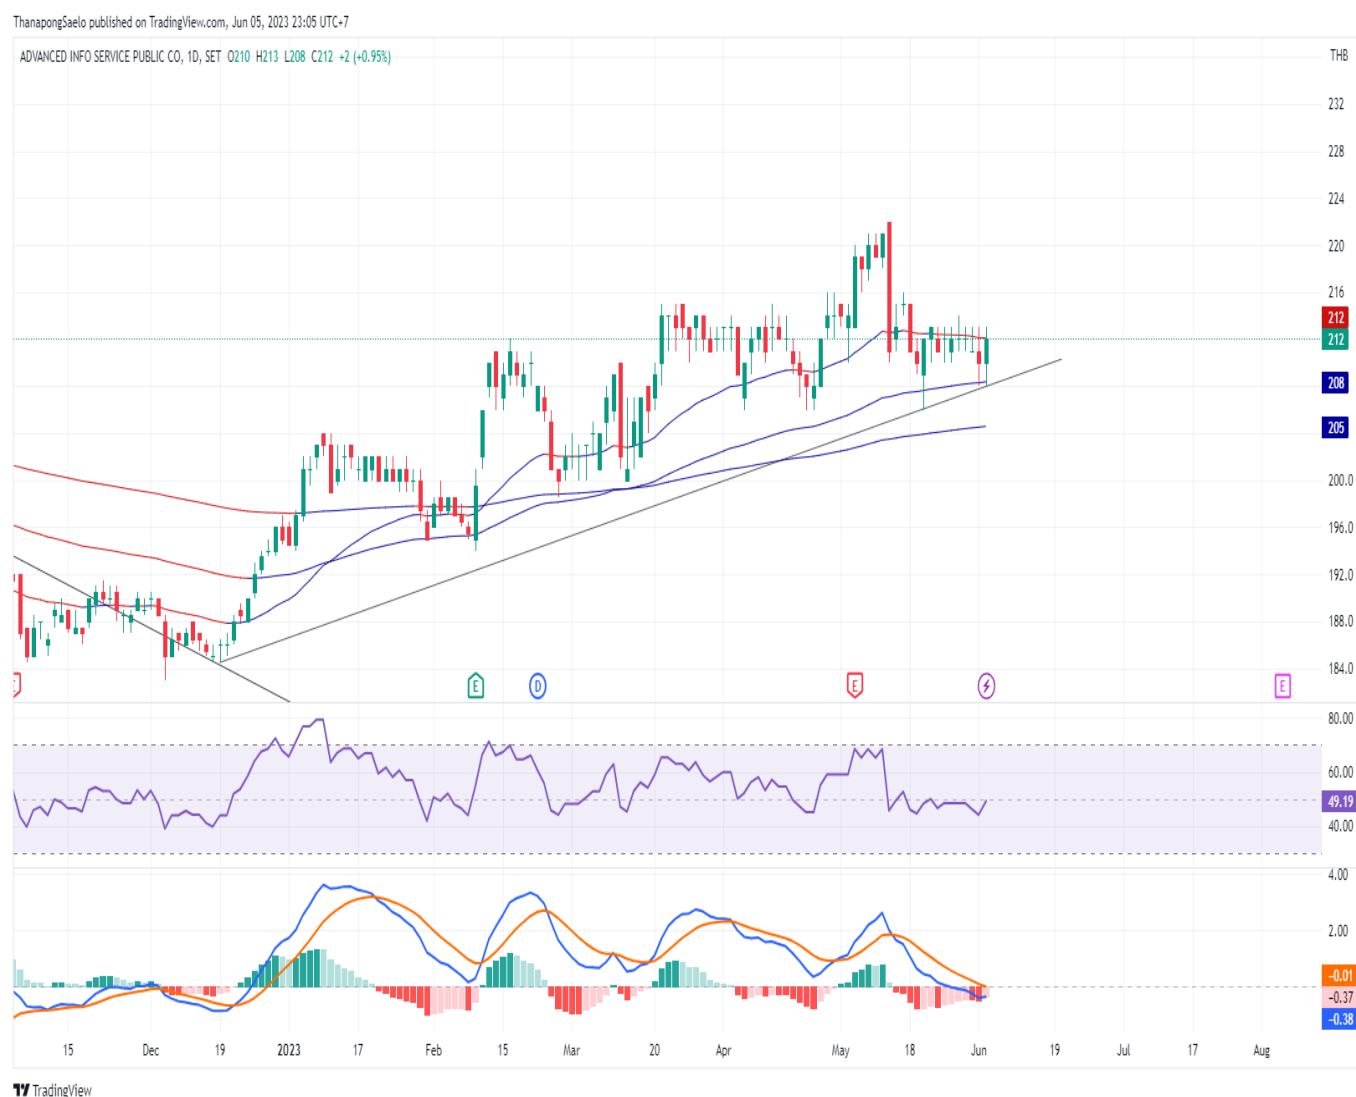 ThanapongSaelo published on TradingView.com, Jun 05, 2023 23:05 UTC+7
ADVANCED INFO SERVICE PUBLIC CO, 1D, SET O210 H213 L208 C212 +2 (+0.95%)
THB
232
228
224
220
216
212
212
208
205
200.0
196.0
192.0
188.0
184.0
E
E
D
E
E
80.00
60.00
49.19
40.00
4.00
2.00
−0.01
−0.37
−0.38
15 Dec 19 2023 17 Feb 15 Mar 20 Apr May 18 Jun 19 Jul 17 Aug
TradingView